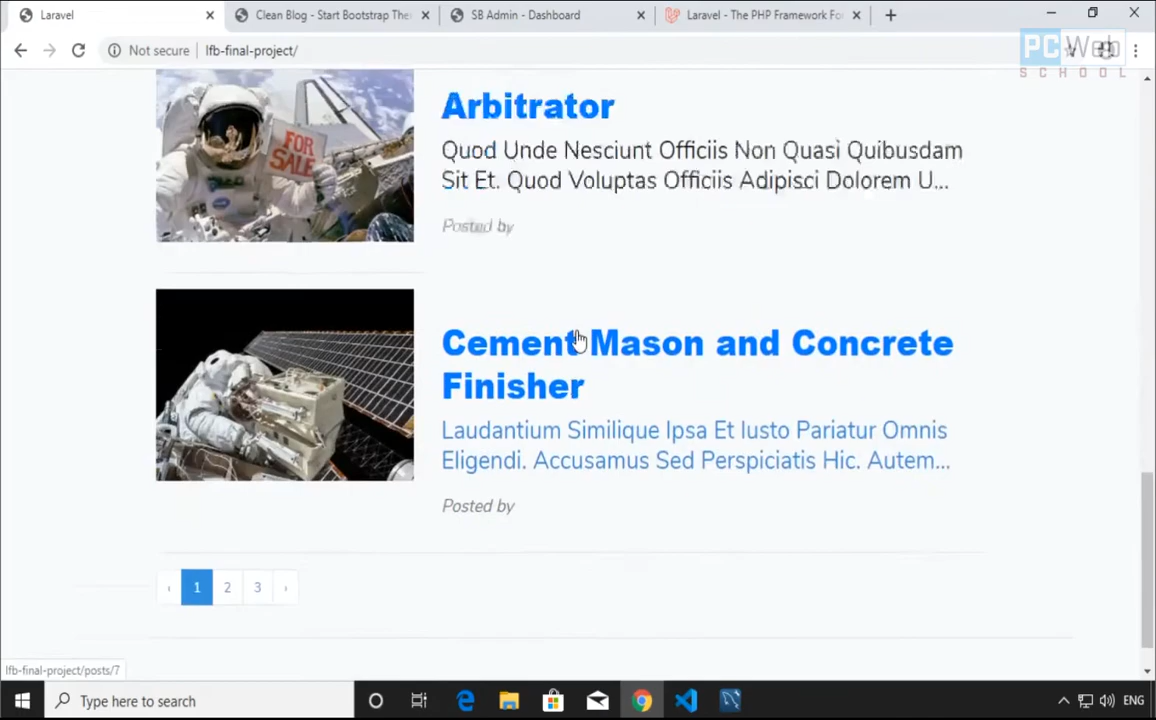 Laravel
Clean Blog - Start Bootstrap The
SB Admin - Dashboard
Laravel - The PHP Framework Fo
Not secure
lfb-final-project/
PC Web
SCHOOL
FOR
SALE
Arbitrator
Quod Unde Nesciunt Officiis Non Quasi Quibusdam
Sit Et. Quod Voluptas Officiis Adipisci Dolorem U...
Posted by
Cement Mason and Concrete
Finisher
Laudantium Similique Ipsa Et Iusto Pariatur Omnis
Eligendi. Accusamus Sed Perspiciatis Hic. Autem...
Posted by
‹ 1 2 3 ›
lfb-final-project/posts/7
Type here to search
ENG